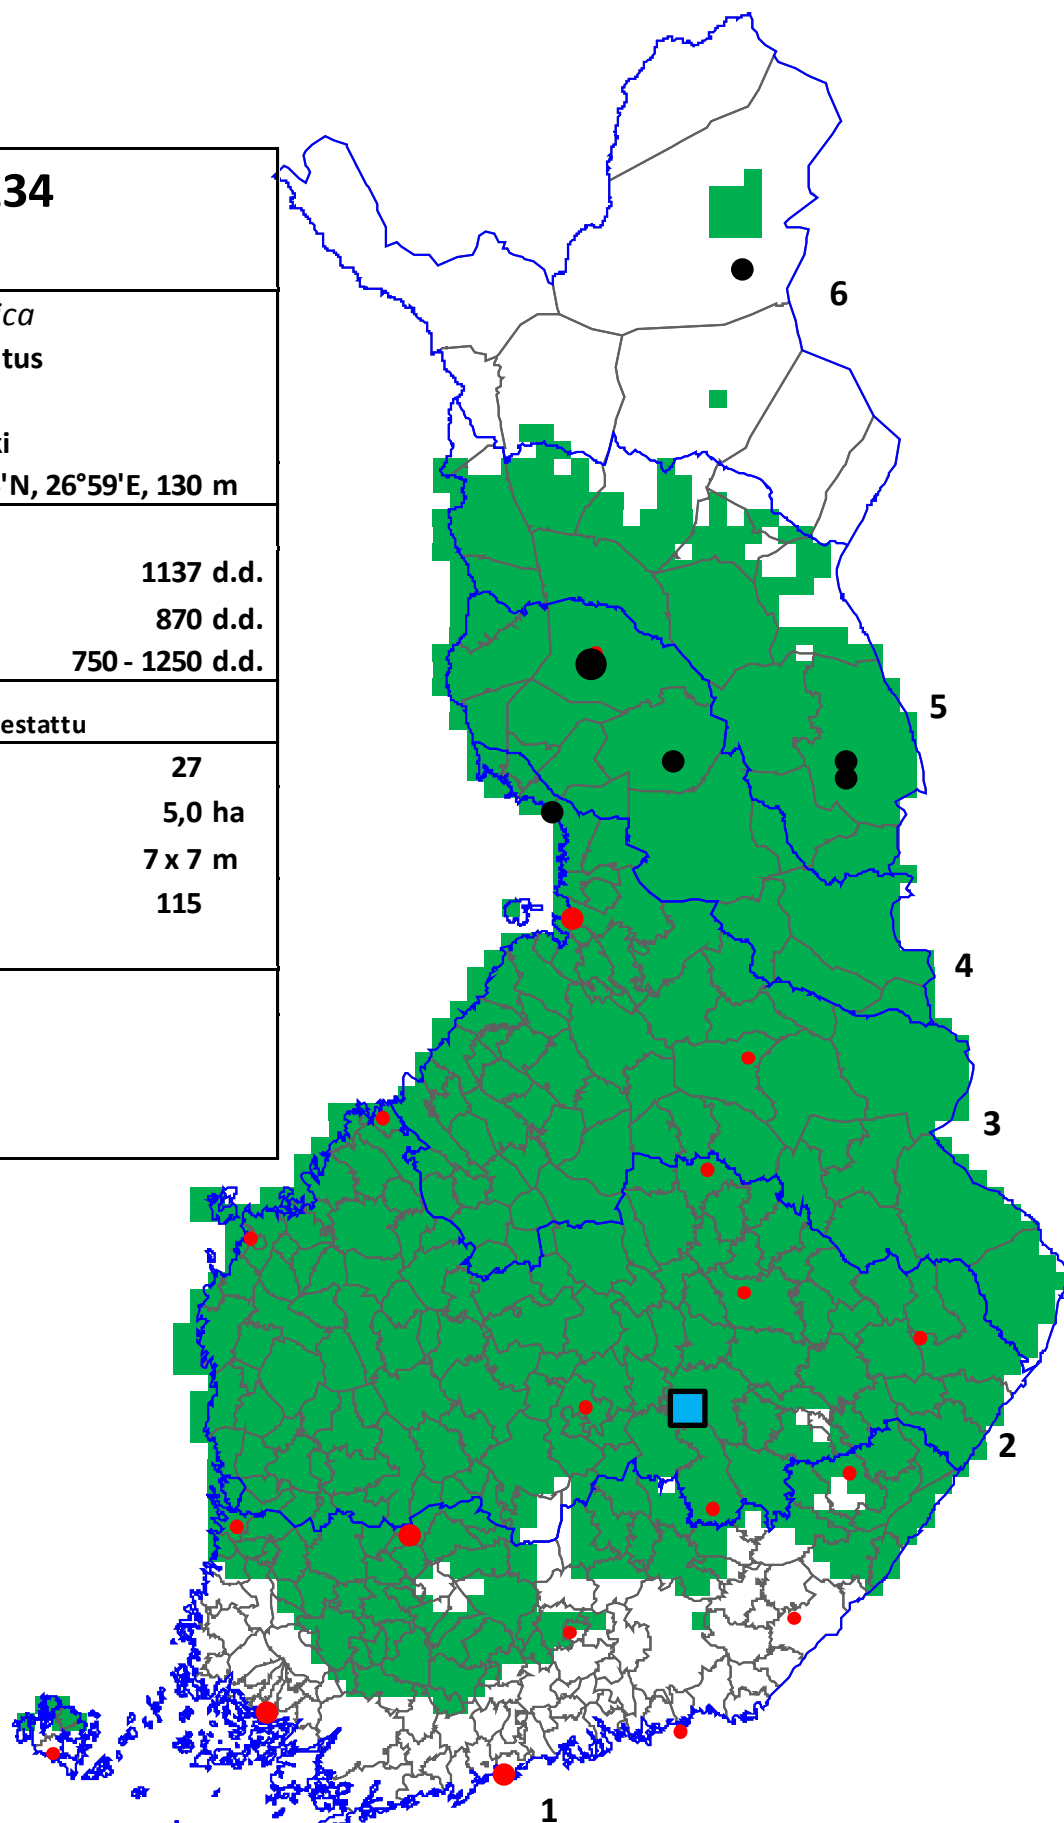 34
ica
tus
ki
'N, 26°59'E, 130 m
1137 d.d.
870 d.d.
750 - 1250 d.d.
estattu
27
5,0 ha
7 x 7 m
115
6
5
4
3
2
1